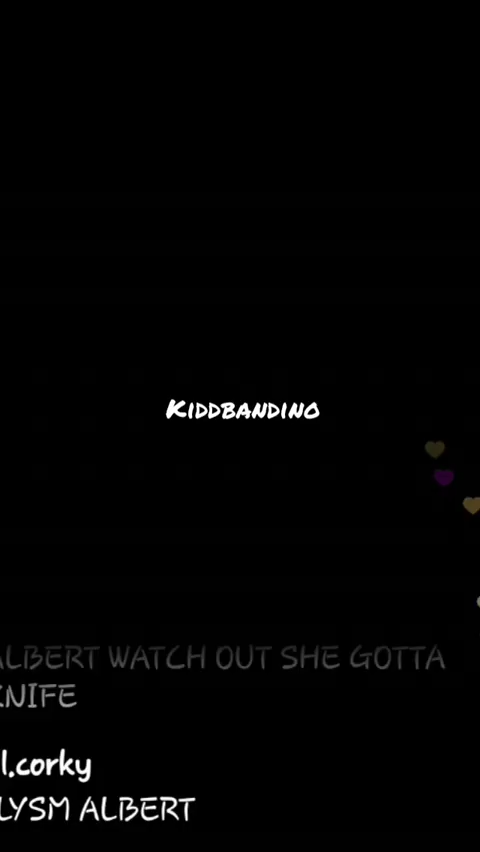 Kiddbandino
ALBERT WATCH OUT SHE GOTTA
KNIFE
l.corky
LYSM ALBERT